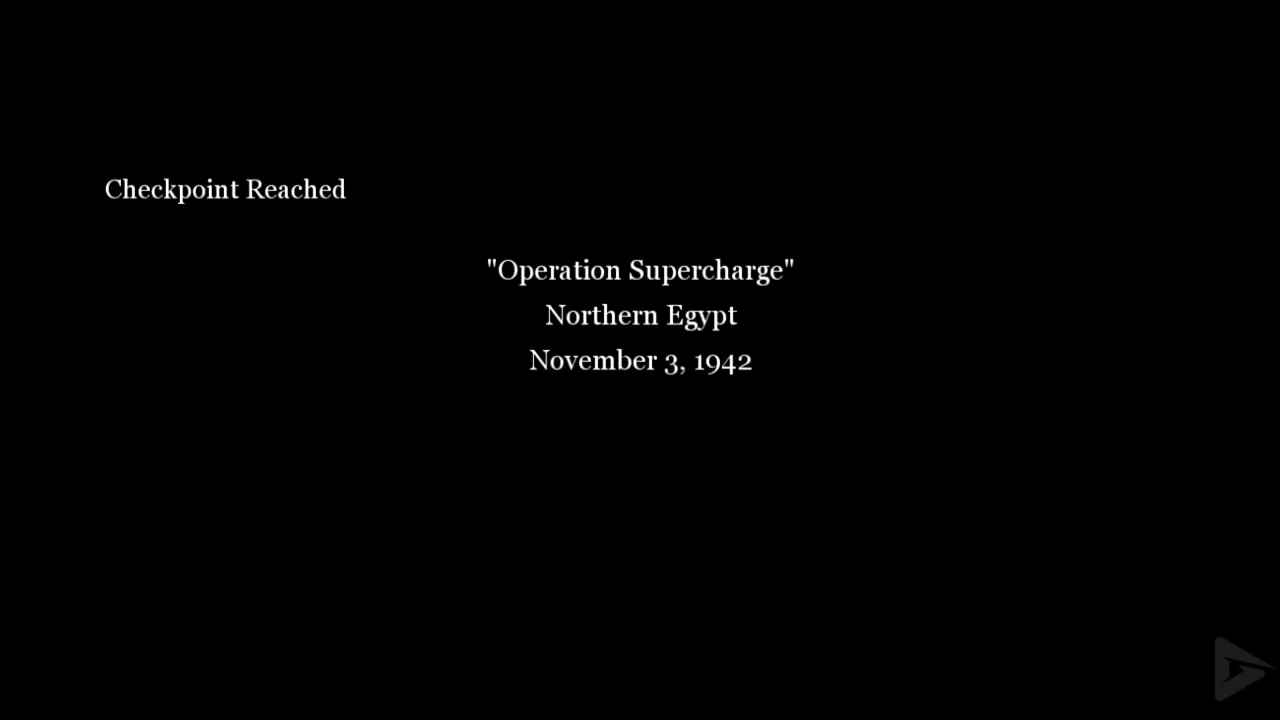 Checkpoint Reached
"Operation Supercharge"
Northern Egypt
November 3, 1942